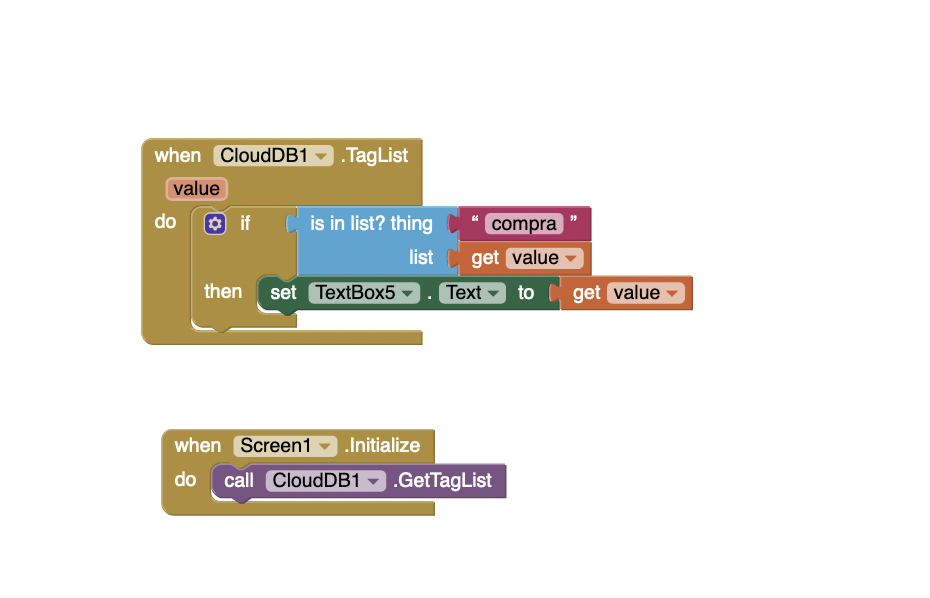 when CloudDB1 .TagList
value
do if is in list? thing “ compra ”
list get value
then set TextBox5 . Text to get value
when Screen1 .Initialize
do call CloudDB1 .GetTagList